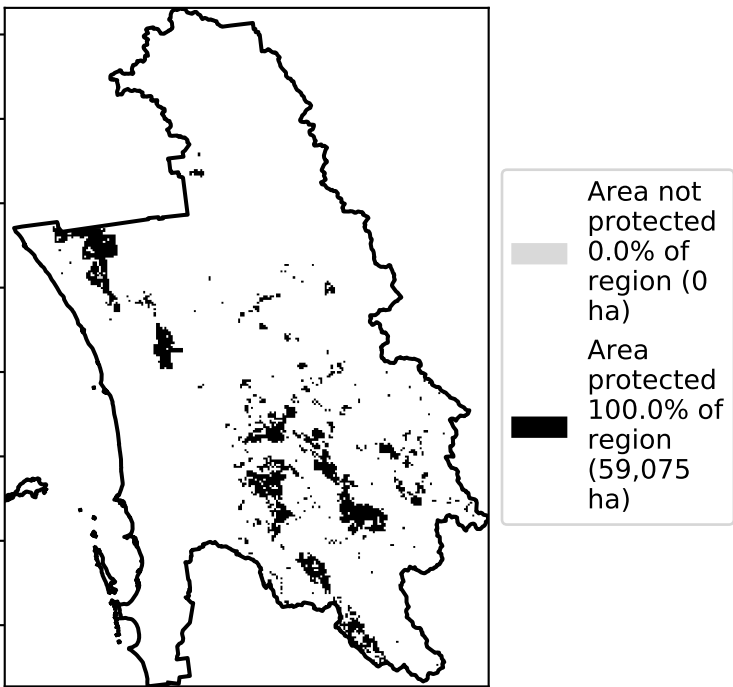 Area not
protected
0.0% of
region (0
ha)
Area
protected
100.0% of
region
(59,075
ha)